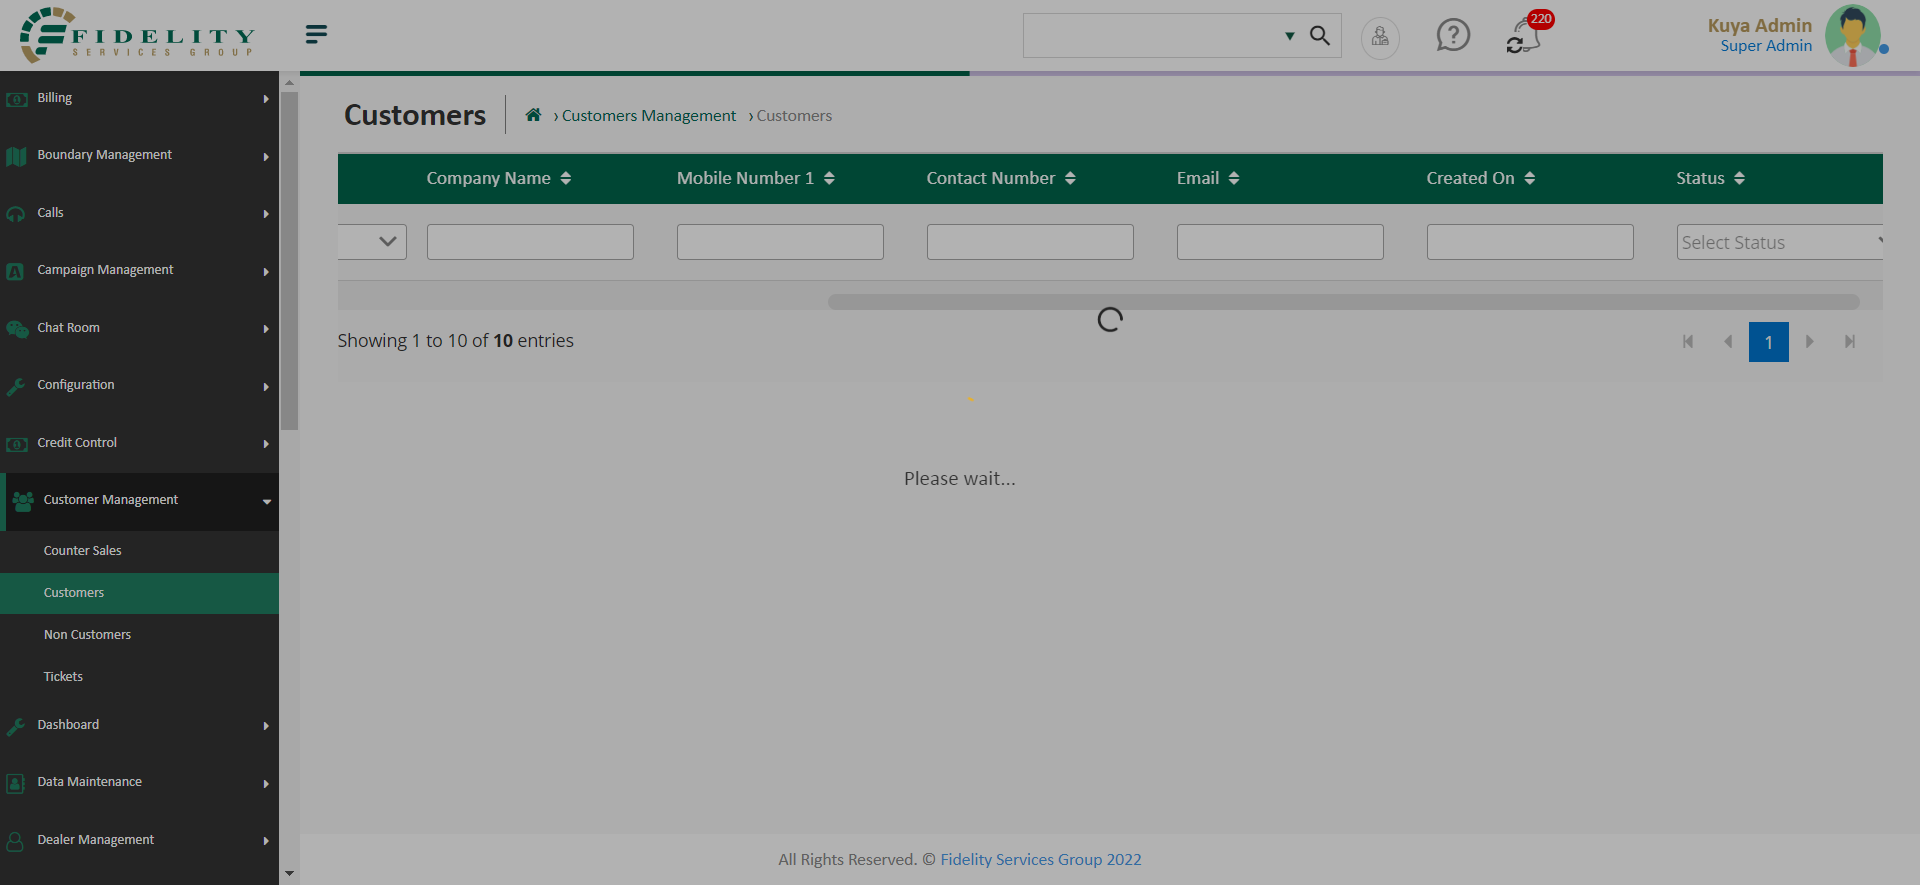 FIDELITY
SERVICES GROUP
220
Kuya Admin
Super Admin
Billing
Boundary Management
Calls
Campaign Management
Chat Room
Configuration
Credit Control
Customer Management
Counter Sales
Customers
Non Customers
Tickets
Dashboard
Data Maintenance
Dealer Management
Customers
› Customers Management › Customers
Company Name Mobile Number 1 Contact Number Email Created On Status
Select Status
Showing 1 to 10 of 10 entries
1
Please wait...
All Rights Reserved. © Fidelity Services Group 2022